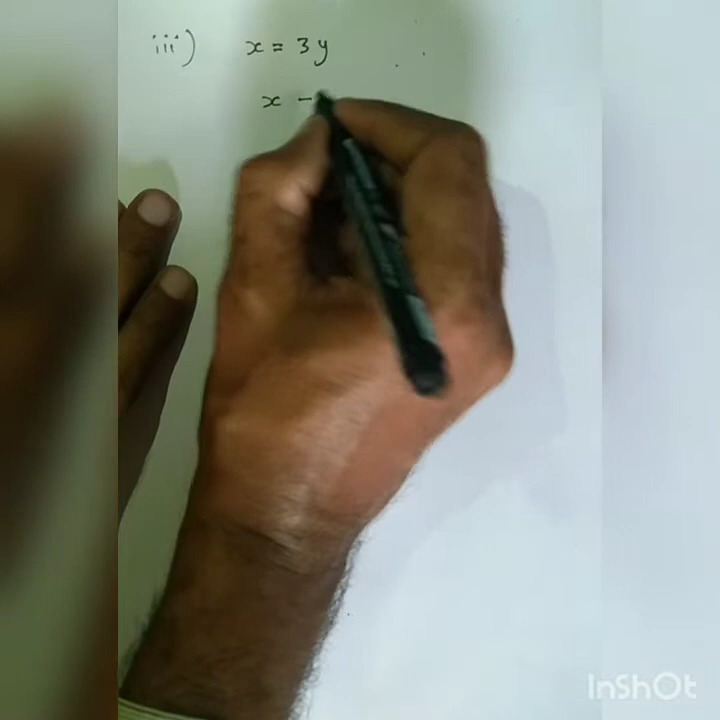 iii) x = 3y
x -
InShOt